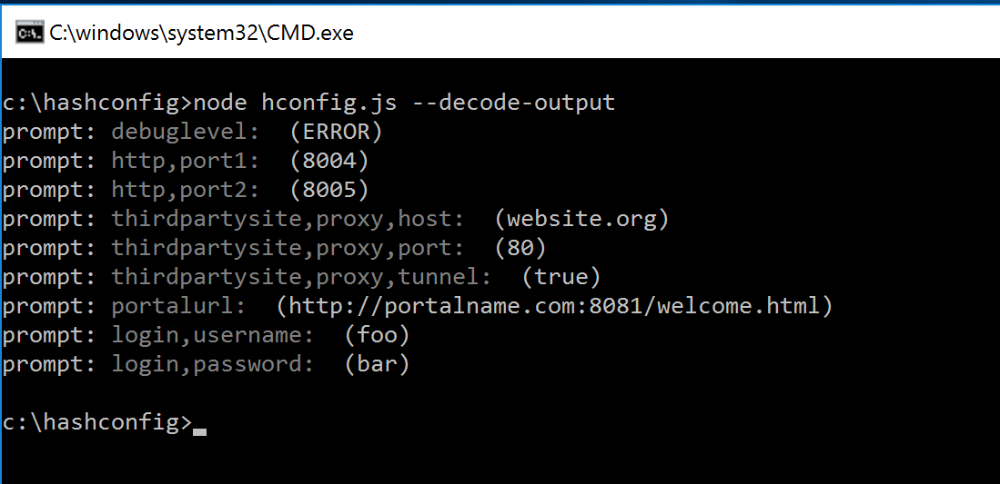 C:\windows\system32\CMD.exe
c:\hashconfig>node hconfig.js --decode-output
prompt: debuglevel:  (ERROR)
prompt: http,port1:  (8004)
prompt: http,port2:  (8005)
prompt: thirdpartysite,proxy,host:  (website.org)
prompt: thirdpartysite,proxy,port:  (80)
prompt: thirdpartysite,proxy,tunnel:  (true)
prompt: portalurl:  (http://portalname.com:8081/welcome.html)
prompt: login,username:  (foo)
prompt: login,password:  (bar)
c:\hashconfig>